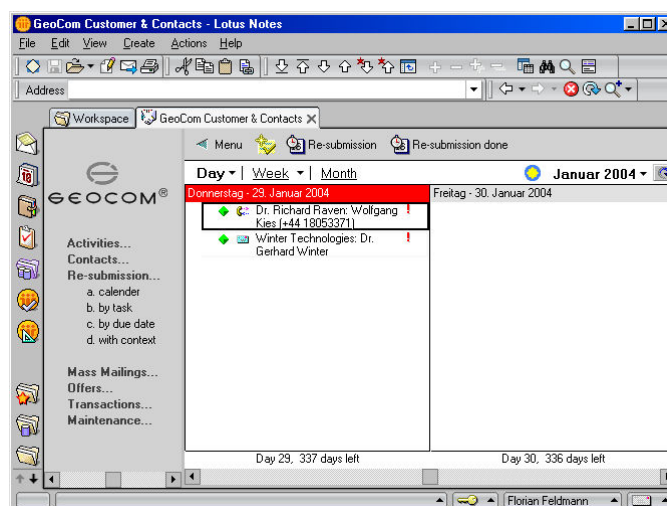 GeoCom Customer & Contacts - Lotus Notes
File Edit View Create Actions Help
Address
Workspace GeoCom Customer & Contacts
Menu Re-submission Re-submission done
Day Week Month Januar 2004
Donnerstag - 29. Januar 2004 Freitag - 30. Januar 2004
Dr. Richard Raven: Wolfgang
Kies (+44 18053371)
Winter Technologies: Dr.
Gerhard Winter
GEOCOM®
Activities...
Contacts...
Re-submission...
a. calender
b. by task
c. by due date
d. with context
Mass Mailings...
Offers...
Transactions...
Maintenance...
Day 29, 337 days left Day 30, 336 days left
Florian Feldmann